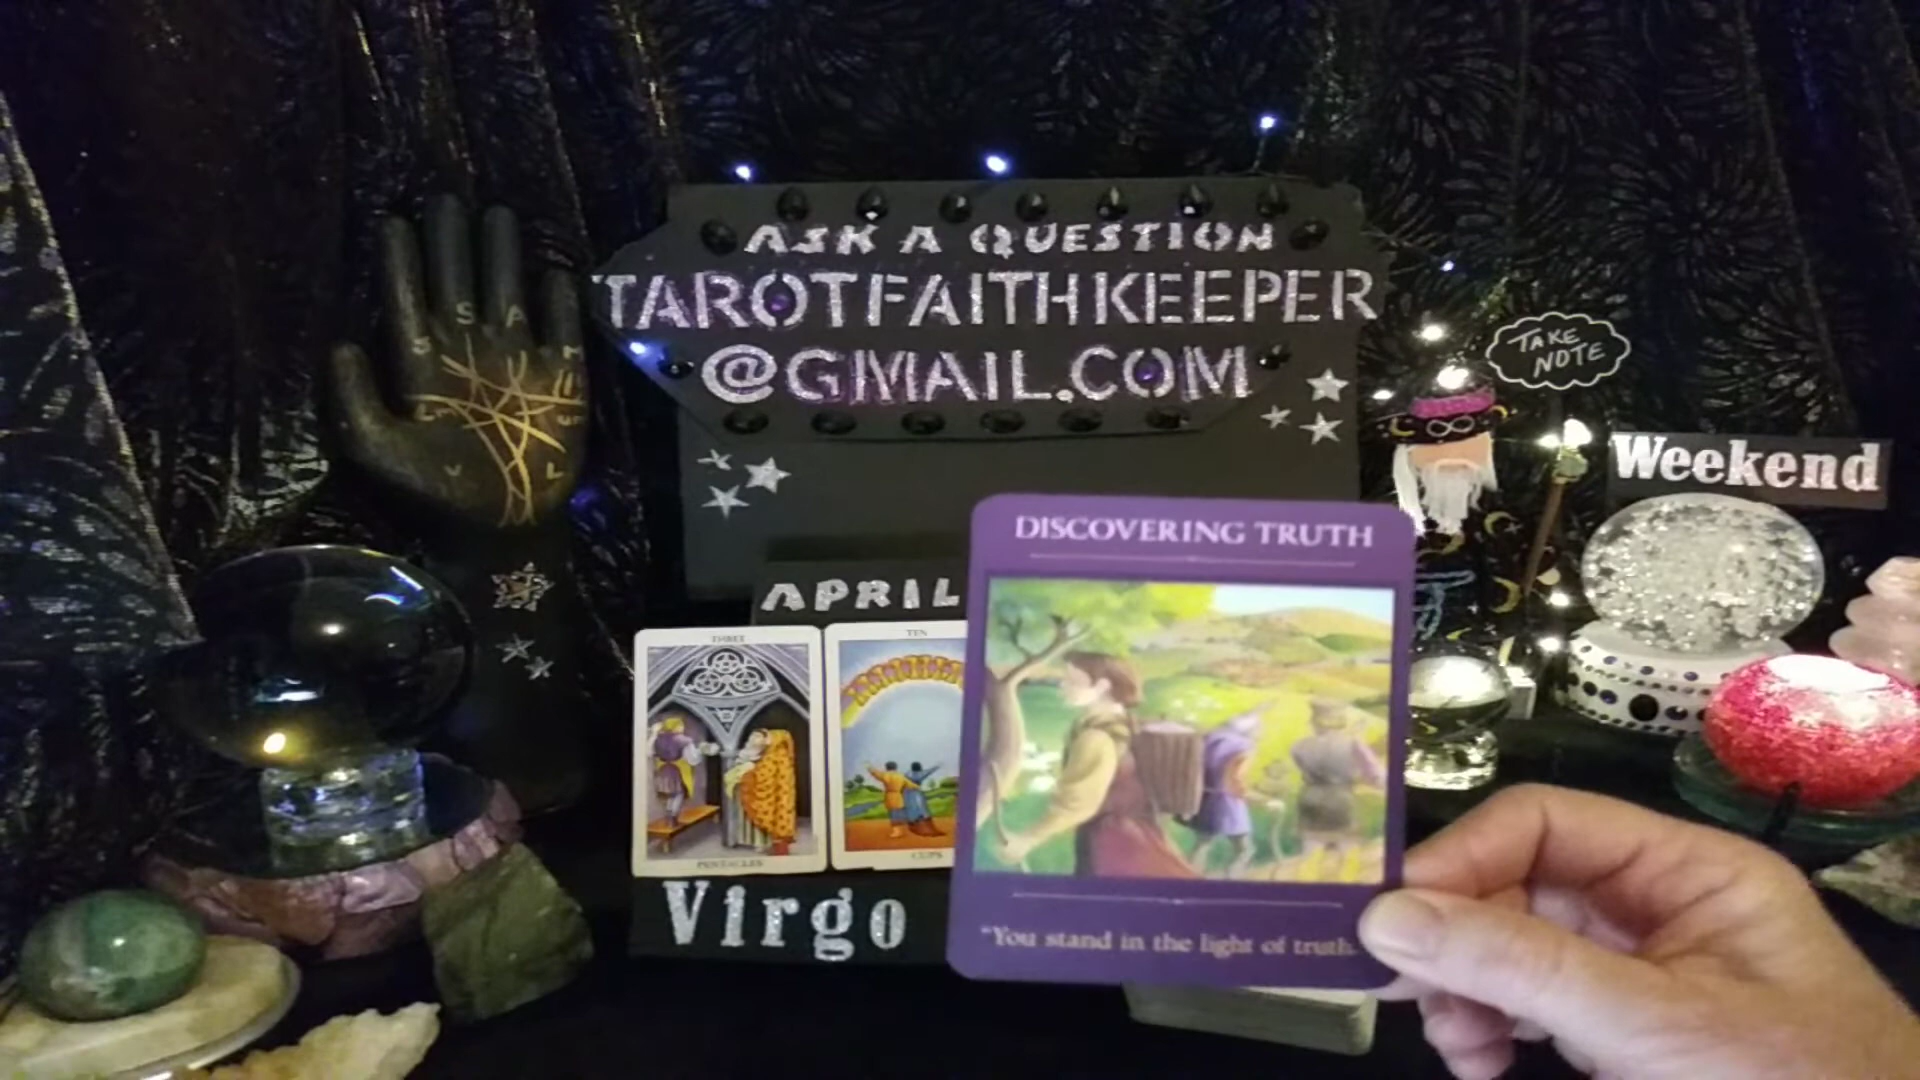 ASK A QUESTION
TAROTFAITHKEEPER
@GMAIL.COM
TAKE
NOTE
Weekend
S A
L
DISCOVERING TRUTH
APRIL
THREE
TEN
PENTACLES
CUPS
Virgo
"You stand in the light of truth.